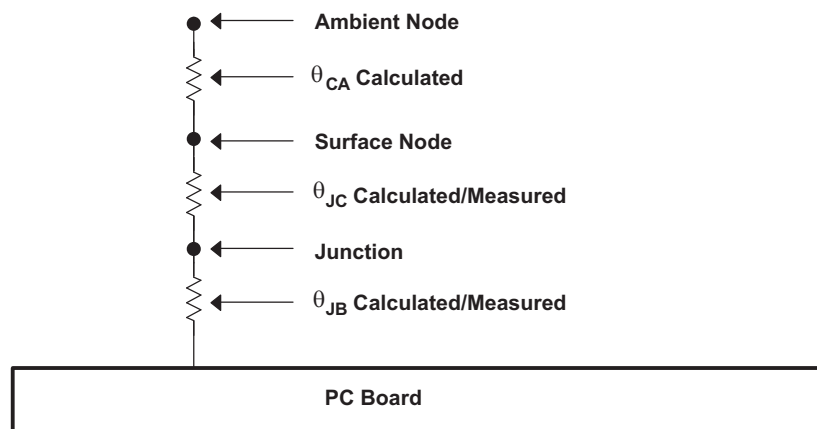 Ambient Node
θCA Calculated
Surface Node
θJC Calculated/Measured
Junction
θJB Calculated/Measured
PC Board